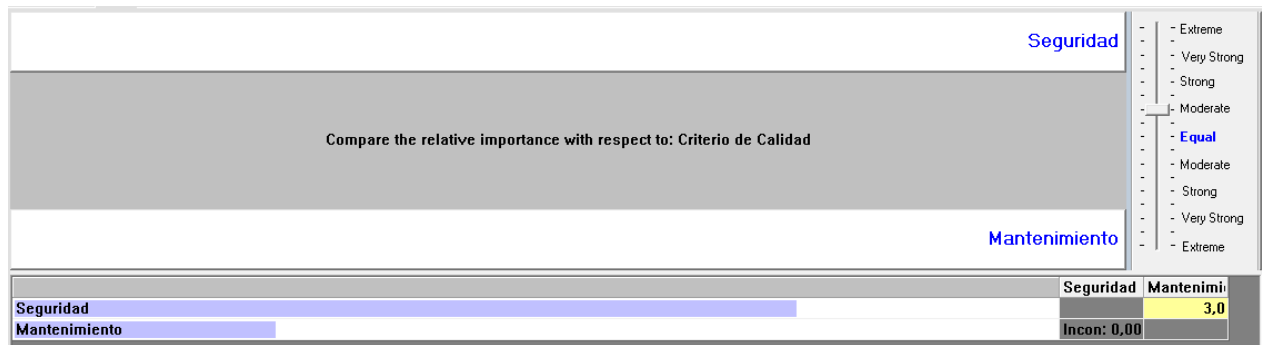 Seguridad
Compare the relative importance with respect to: Criterio de Calidad
Mantenimiento
Extreme
Very Strong
Strong
Moderate
Equal
Moderate
Strong
Very Strong
Extreme
Seguridad Mantenimi
Seguridad 3,0
Mantenimiento Incon: 0,00